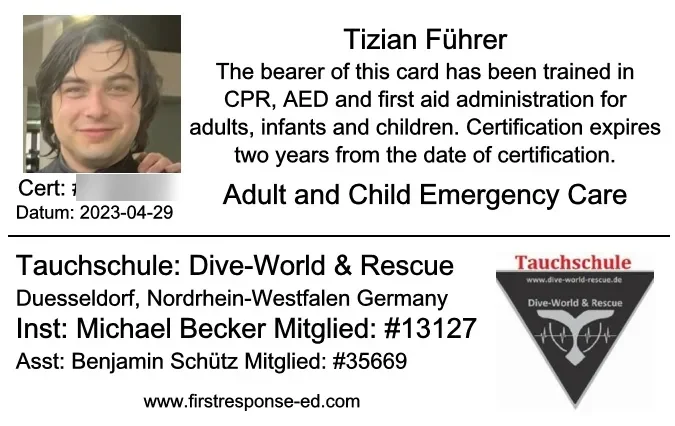 Tizian Führer
The bearer of this card has been trained in
CPR, AED and first aid administration for
adults, infants and children. Certification expires
two years from the date of certification.
Cert: #
Datum: 2023-04-29
Adult and Child Emergency Care
Tauchschule: Dive-World & Rescue
Duesseldorf, Nordrhein-Westfalen Germany
Inst: Michael Becker Mitglied: #13127
Asst: Benjamin Schütz Mitglied: #35669
www.firstresponse-ed.com
Tauchschule
www.dive-world-rescue.de
Dive-World & Rescue